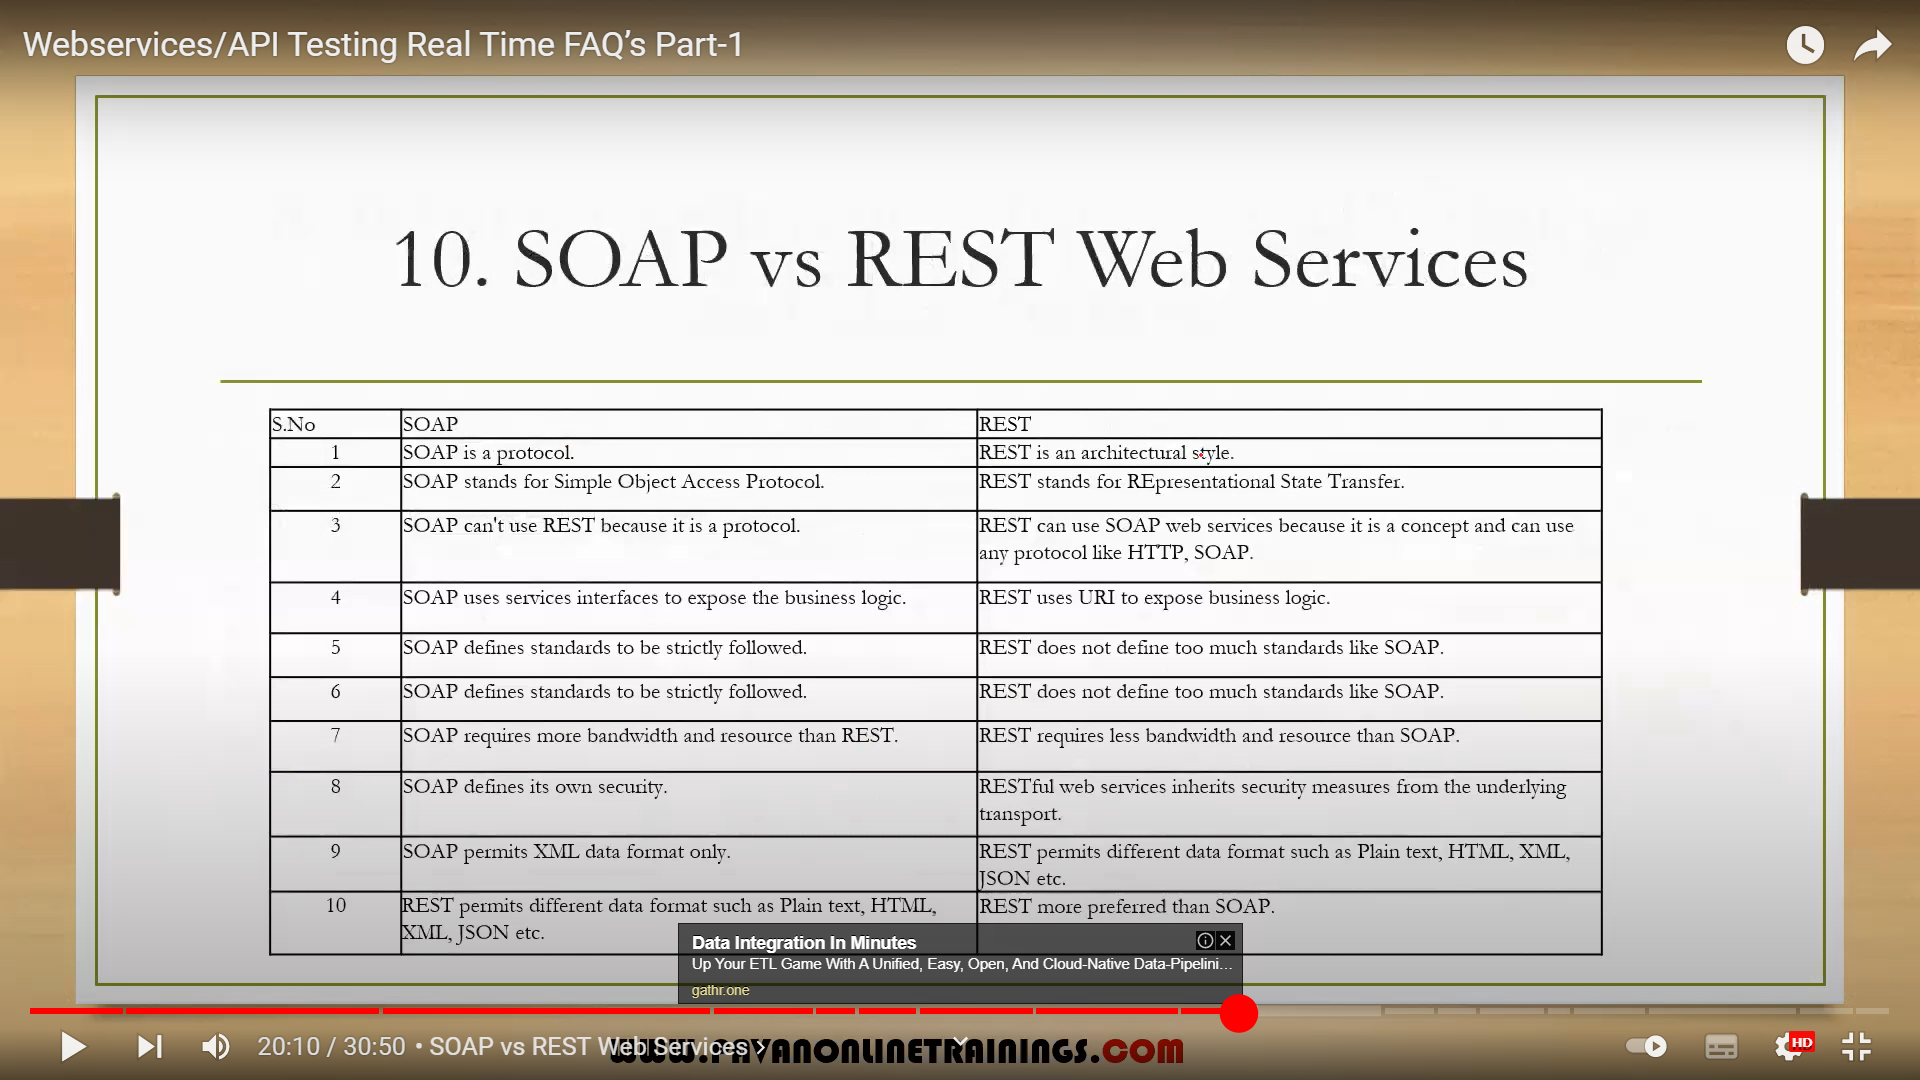 Webservices/API Testing Real Time FAQ’s Part-1
10. SOAP vs REST Web Services
S.No SOAP REST
1 SOAP is a protocol. REST is an architectural style.
2 SOAP stands for Simple Object Access Protocol. REST stands for REpresentational State Transfer.
3 SOAP can't use REST because it is a protocol. REST can use SOAP web services because it is a concept and can use
any protocol like HTTP, SOAP.
4 SOAP uses services interfaces to expose the business logic. REST uses URI to expose business logic.
5 SOAP defines standards to be strictly followed. REST does not define too much standards like SOAP.
6 SOAP defines standards to be strictly followed. REST does not define too much standards like SOAP.
7 SOAP requires more bandwidth and resource than REST. REST requires less bandwidth and resource than SOAP.
8 SOAP defines its own security. RESTful web services inherits security measures from the underlying
transport.
9 SOAP permits XML data format only. REST permits different data format such as Plain text, HTML, XML,
JSON etc.
10 REST permits different data format such as Plain text, HTML, REST more preferred than SOAP.
XML, JSON etc.
Data Integration In Minutes
Up Your ETL Game With A Unified, Easy, Open, And Cloud-Native Data-Pipelini...
gathr.one
20:10 / 30:50 • SOAP vs REST Web Services
www.PAVANONLINETRAININGS.COM
HD